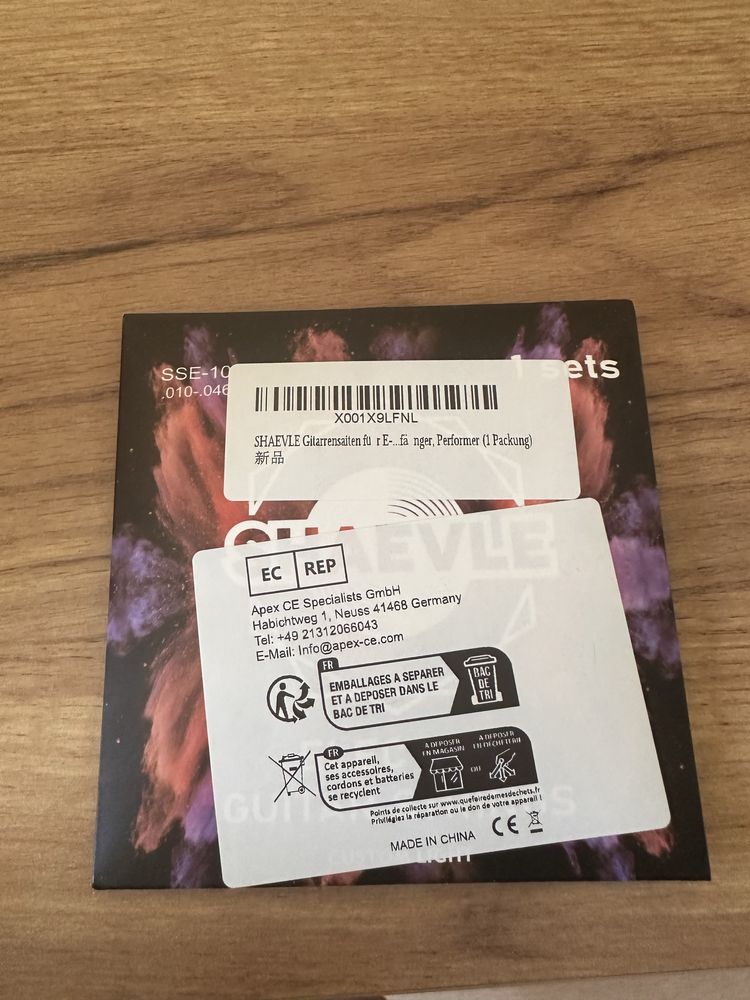 SSE-10
.010-.046
1 sets
X001X9LFNL
SHAEVLE Gitarrensaiten fü r E-...fä nger, Performer (1 Packung)
新品
SHAEVLE
EC REP
Apex CE Specialists GmbH
Habichtweg 1, Neuss 41468 Germany
Tel: +49 21312066043
E-Mail: Info@apex-ce.com
FR
EMBALLAGES A SEPARER
ET A DEPOSER DANS LE
BAC DE TRI
BAC
DE
TRI
FR
Cet appareil,
ses accessoires,
cordons et batteries
se recyclent
A DEPOSER
EN MAGASIN
OU
A DEPOSER
EN DECHETERIE
Points de collecte sur www.quefairedemesdechets.fr
Privilégiez la réparation ou le don de votre appareil !
MADE IN CHINA
CE
LIGHT